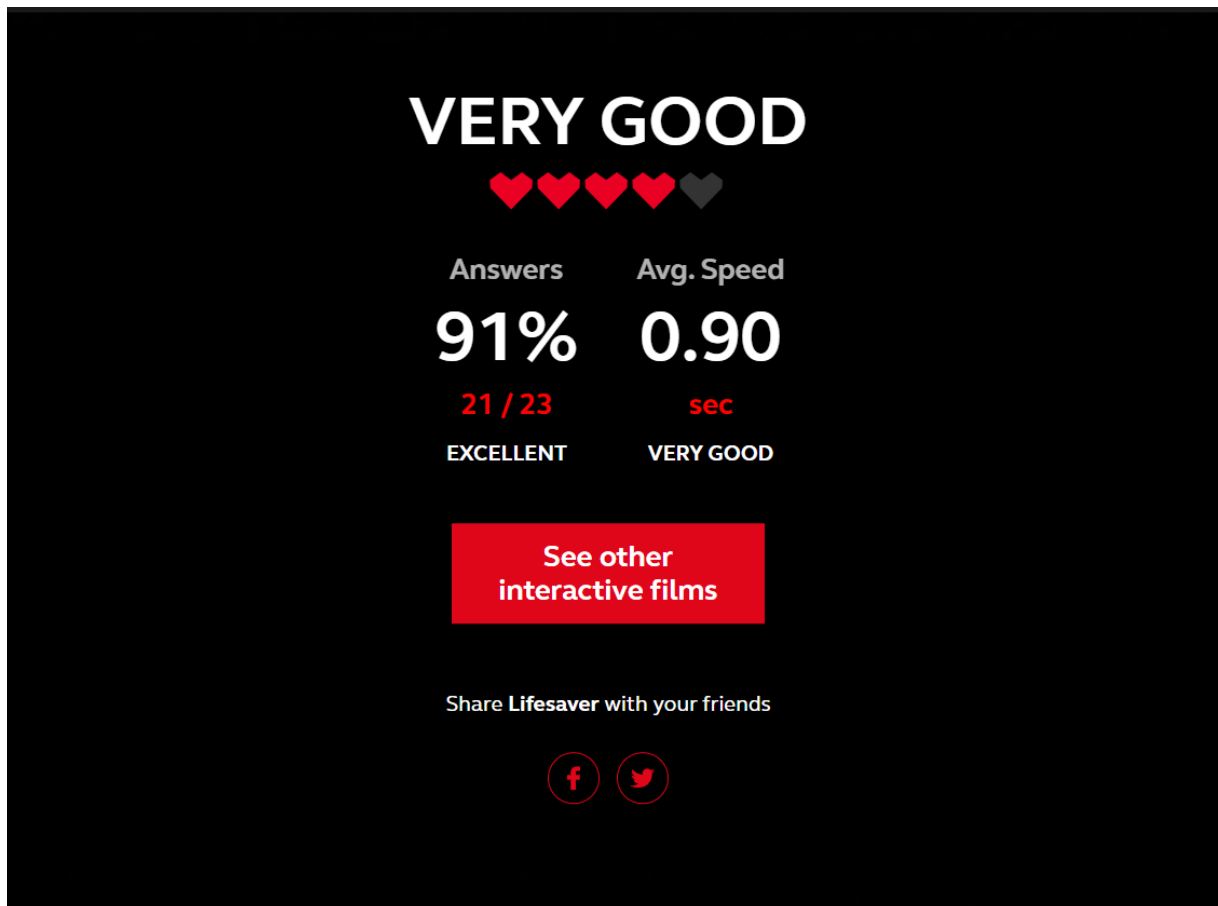 VERY GOOD
Answers Avg. Speed
91% 0.90
21 / 23 sec
EXCELLENT VERY GOOD
See other
interactive films
Share Lifesaver with your friends